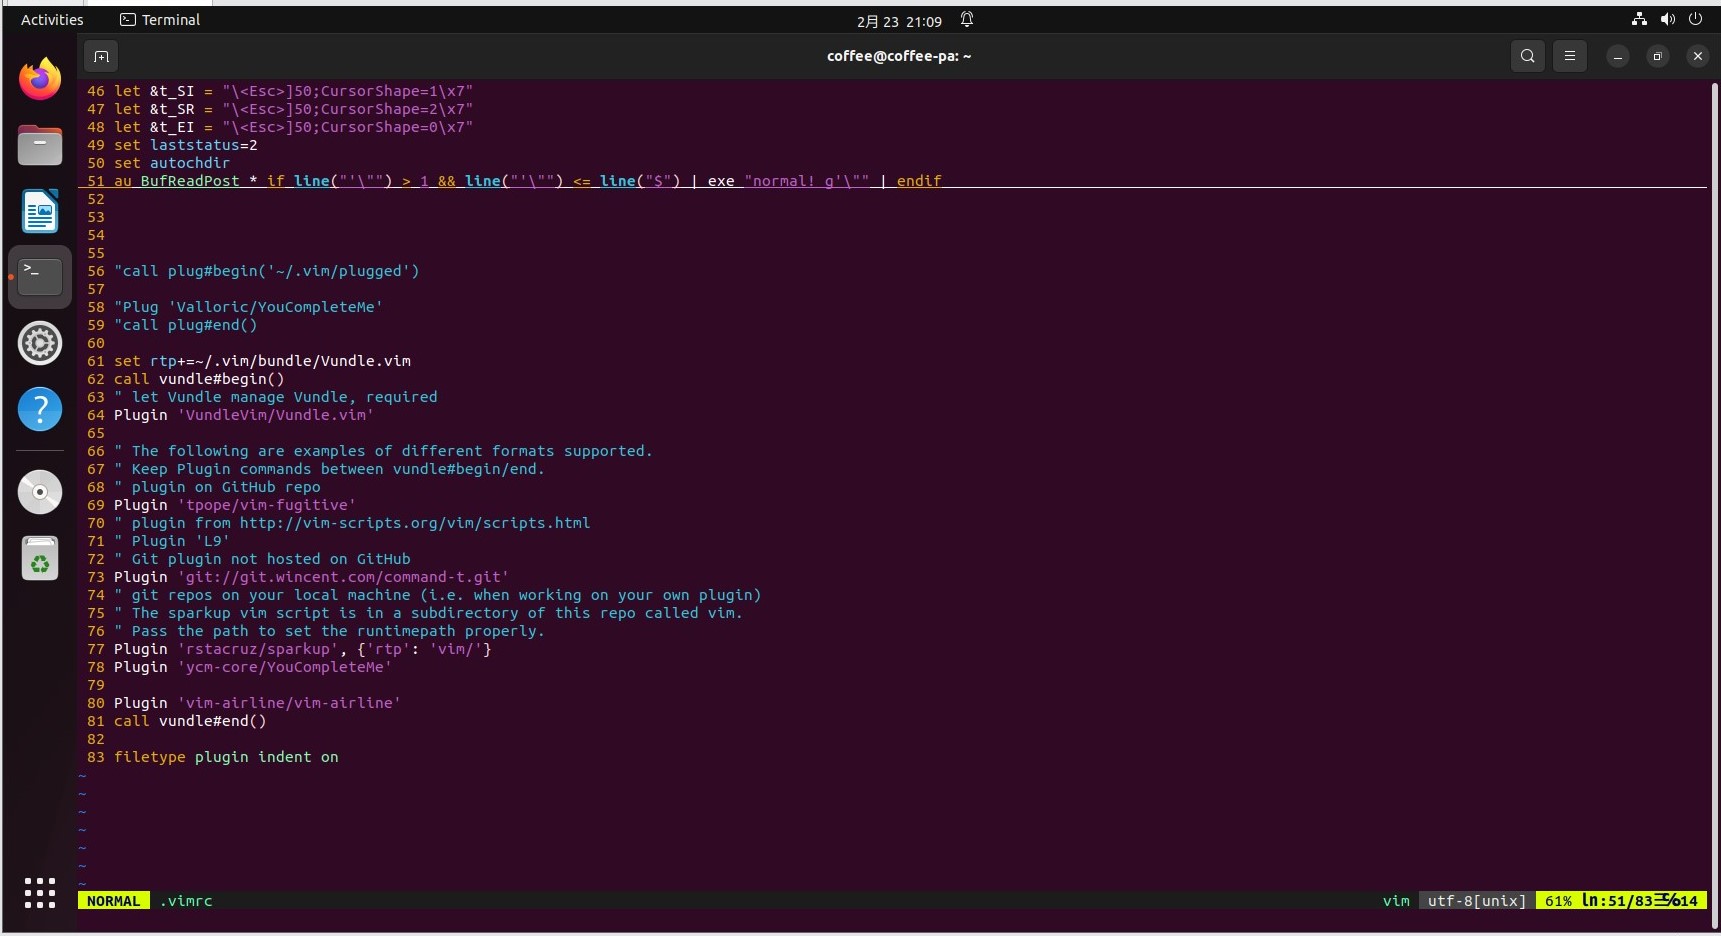 Activities Terminal 2月 23 21:09
coffee@coffee-pa: ~
46 let &t_SI = "\<Esc>]50;CursorShape=1\x7"
47 let &t_SR = "\<Esc>]50;CursorShape=2\x7"
48 let &t_EI = "\<Esc>]50;CursorShape=0\x7"
49 set laststatus=2
50 set autochdir
51 au BufReadPost * if line("'\"") > 1 && line("'\"") <= line("$") | exe "normal! g'\"" | endif
52
53
54
55
56 "call plug#begin('~/.vim/plugged')
57
58 "Plug 'Valloric/YouCompleteMe'
59 "call plug#end()
60
61 set rtp+=~/.vim/bundle/Vundle.vim
62 call vundle#begin()
63 " let Vundle manage Vundle, required
64 Plugin 'VundleVim/Vundle.vim'
65
66 " The following are examples of different formats supported.
67 " Keep Plugin commands between vundle#begin/end.
68 " plugin on GitHub repo
69 Plugin 'tpope/vim-fugitive'
70 " plugin from http://vim-scripts.org/vim/scripts.html
71 " Plugin 'L9'
72 " Git plugin not hosted on GitHub
73 Plugin 'git://git.wincent.com/command-t.git'
74 " git repos on your local machine (i.e. when working on your own plugin)
75 " The sparkup vim script is in a subdirectory of this repo called vim.
76 " Pass the path to set the runtimepath properly.
77 Plugin 'rstacruz/sparkup', {'rtp': 'vim/'}
78 Plugin 'ycm-core/YouCompleteMe'
79
80 Plugin 'vim-airline/vim-airline'
81 call vundle#end()
82
83 filetype plugin indent on
~
~
~
~
~
~
~
NORMAL .vimrc vim utf-8[unix] 61% ln:51/83☰℅14